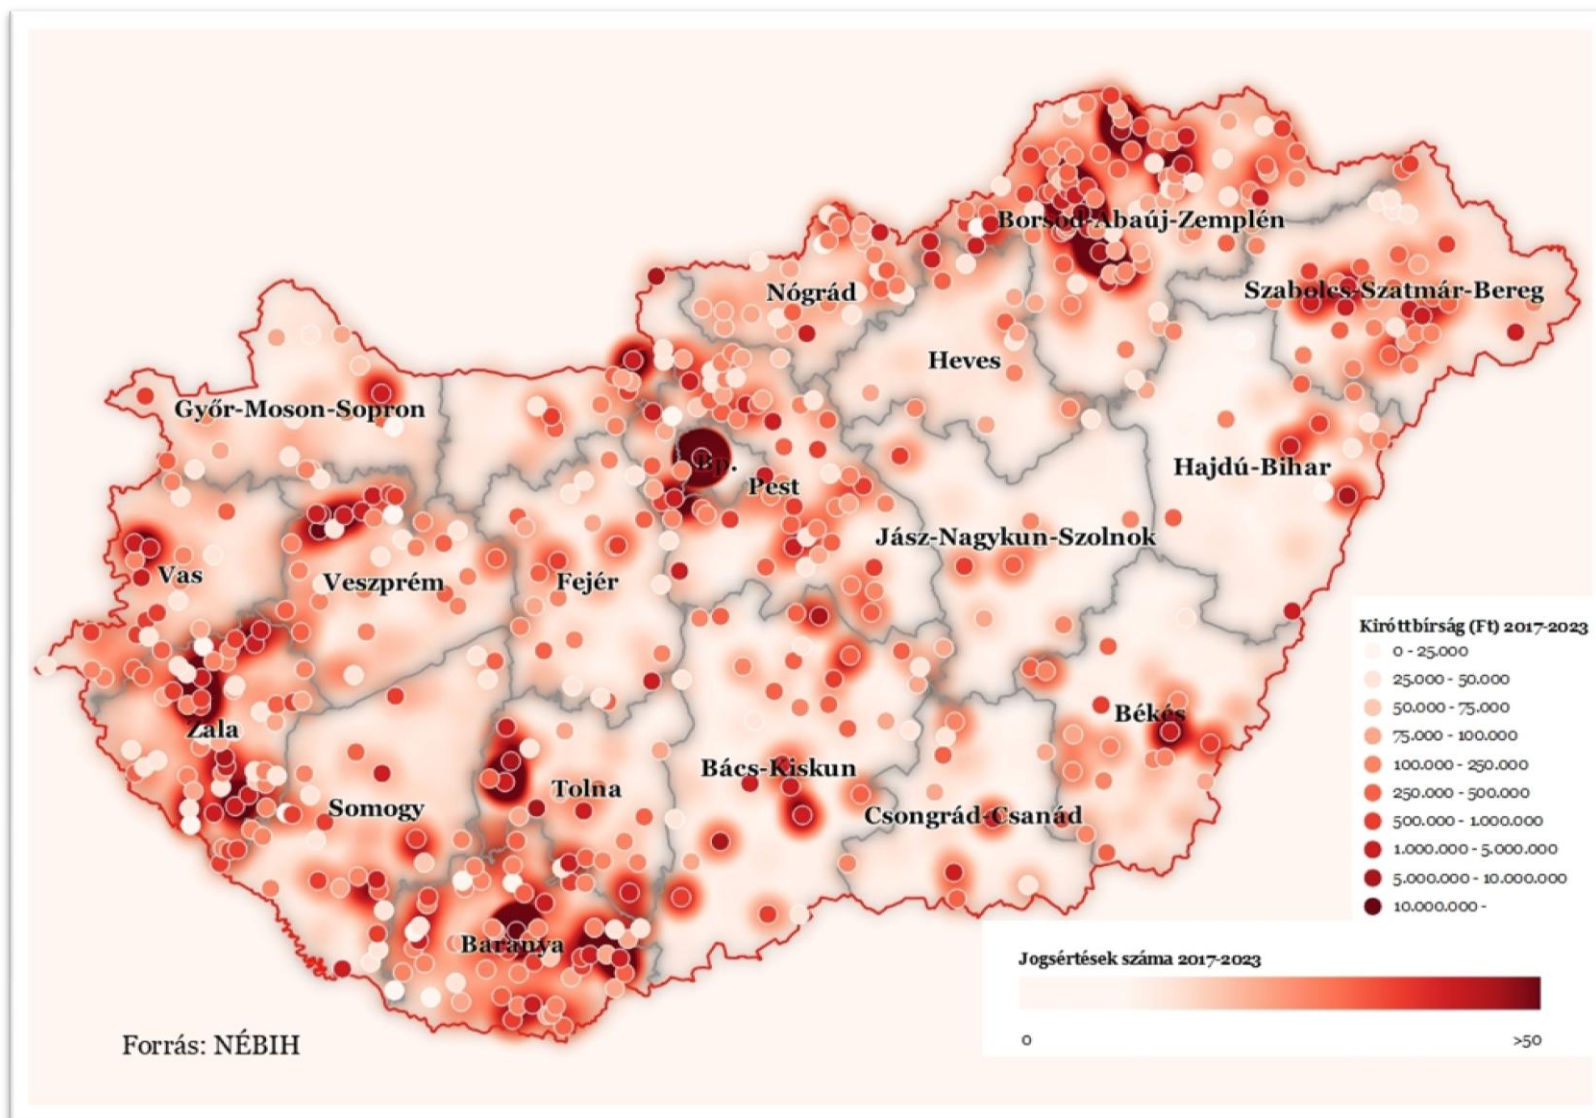 Borsod-Abaúj-Zemplén
Nógrád
Szabolcs-Szatmár-Bereg
Heves
Győr-Moson-Sopron
Bp.
Pest
Hajdú-Bihar
Jász-Nagykun-Szolnok
Vas
Veszprém
Fejér
Zala
Békés
Bács-Kiskun
Tolna
Somogy
Csongrád-Csanád
Baranya
Kiróttbírság (Ft) 2017-2023
0 - 25.000
25.000 - 50.000
50.000 - 75.000
75.000 - 100.000
100.000 - 250.000
250.000 - 500.000
500.000 - 1.000.000
1.000.000 - 5.000.000
5.000.000 - 10.000.000
10.000.000 -
Jogsértések száma 2017-2023
0 >50
Forrás: NÉBIH